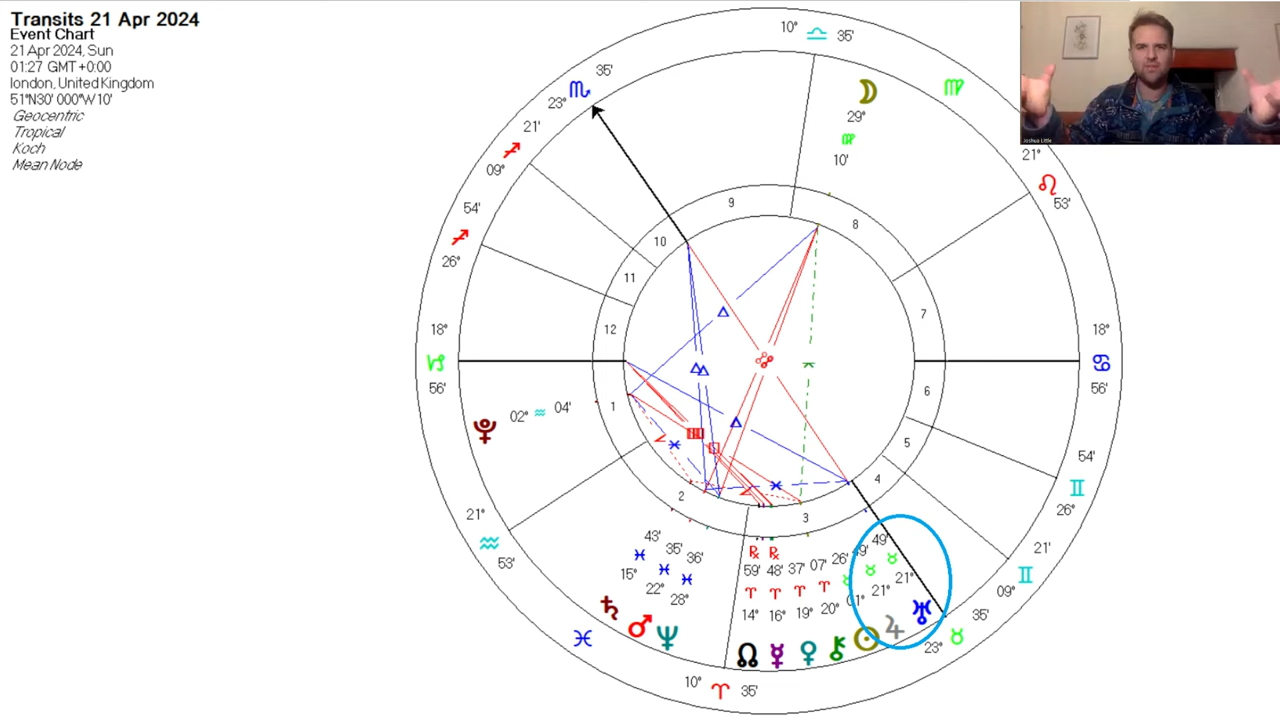 Transits 21 Apr 2024
Event Chart
21 Apr 2024, Sun
01:27 GMT +0:00
london, United Kingdom
51°N30' 000°W10'
Geocentric
Tropical
Koch
Mean Node
Joshua Little
10° ♎ 35'
35'
23° ♏
♍
29°
♍
10'
21'
♐
09°
21°
♌
53'
54'
♐
26°
9
8
10
11
7
12
18°
♑
56'
18°
♋
56'
6
1
5
02° ♒ 04'
4
2
3
54'
♊
26°
21°
♒
53'
21'
♊
09°
43' 35' 36'
♓ ♓ ♓
15° 22° 28°
℞ ℞
59' 48' 37' 07' 26' 49' 49'
♈ ♈ ♈ ♈ ♉ ♉ ♉
14° 16° 19° 20° 01° 21° 21°
35'
♉
23°
♓
10° ♈ 35'